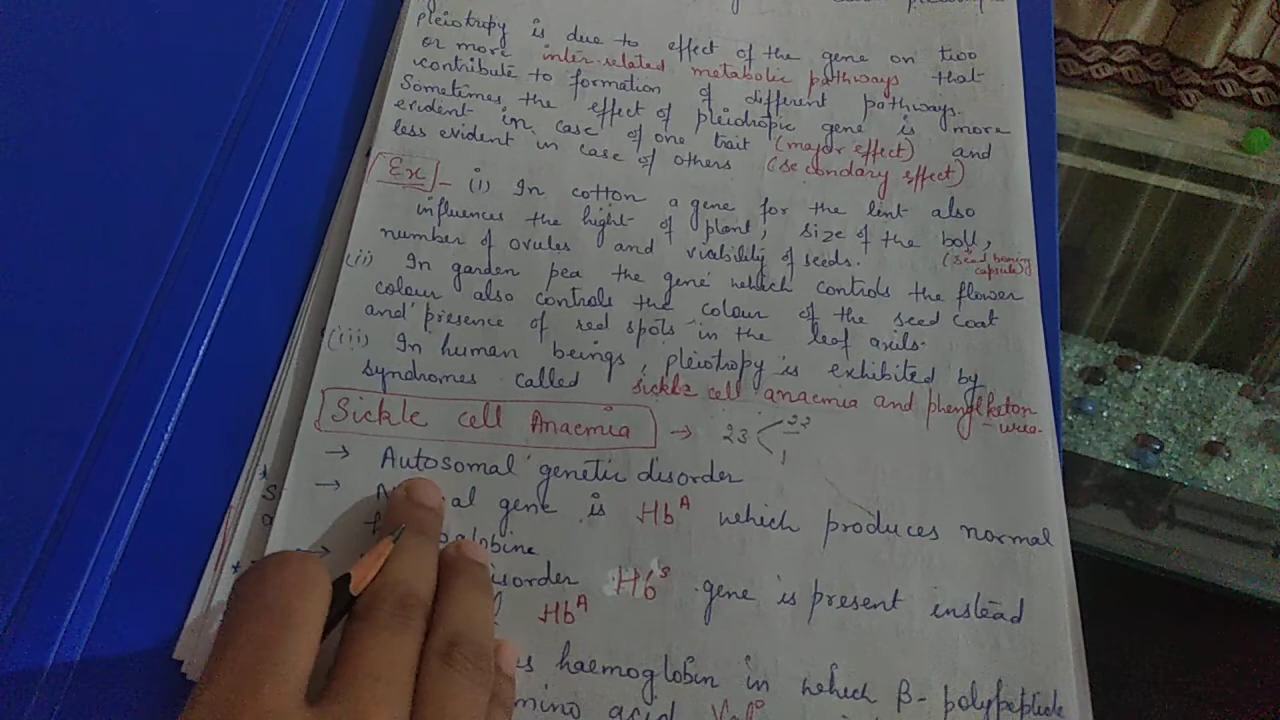 pleiotropy is due to effect of the gene on two
or more inter-related metabolic pathways that
contribute to formation of different pathways.
Sometimes the effect of pleiotropic gene is more
evident in case of one trait (major effect) and
less evident in case of others (secondary effect)
Ex - (i) In cotton a gene for the lint also
influences the hight of plant, size of the boll,
number of ovules and viability of seeds. (seed boring capsule)
(ii) In garden pea the gene which controls the flower
colour also controls the colour of the seed coat
and presence of red spots in the leaf axils.
(iii) In human beings, pleiotropy is exhibited by
syndromes called sickle cell anaemia and phenylketon
-urea.
Sickle cell Anaemia → 23 < 22
1
→ Autosomal genetic disorder
→ gene is Hb^A which produces normal
→ disorder Hb^s gene is present instead
Hb^A
haemoglobin in which β-polypeptide
amino acid